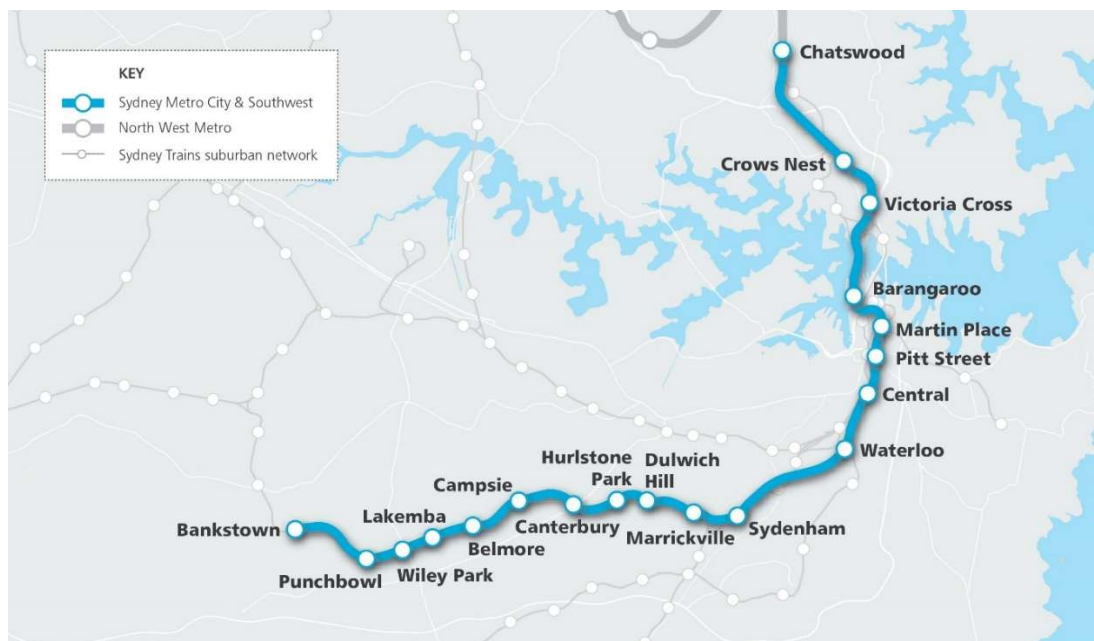 KEY
Sydney Metro City & Southwest
North West Metro
Sydney Trains suburban network
Chatswood
Crows Nest
Victoria Cross
Barangaroo
Martin Place
Pitt Street
Central
Waterloo
Hurlstone
Park
Dulwich
Hill
Campsie
Lakemba
Bankstown
Canterbury
Sydenham
Marrickville
Belmore
Wiley Park
Punchbowl